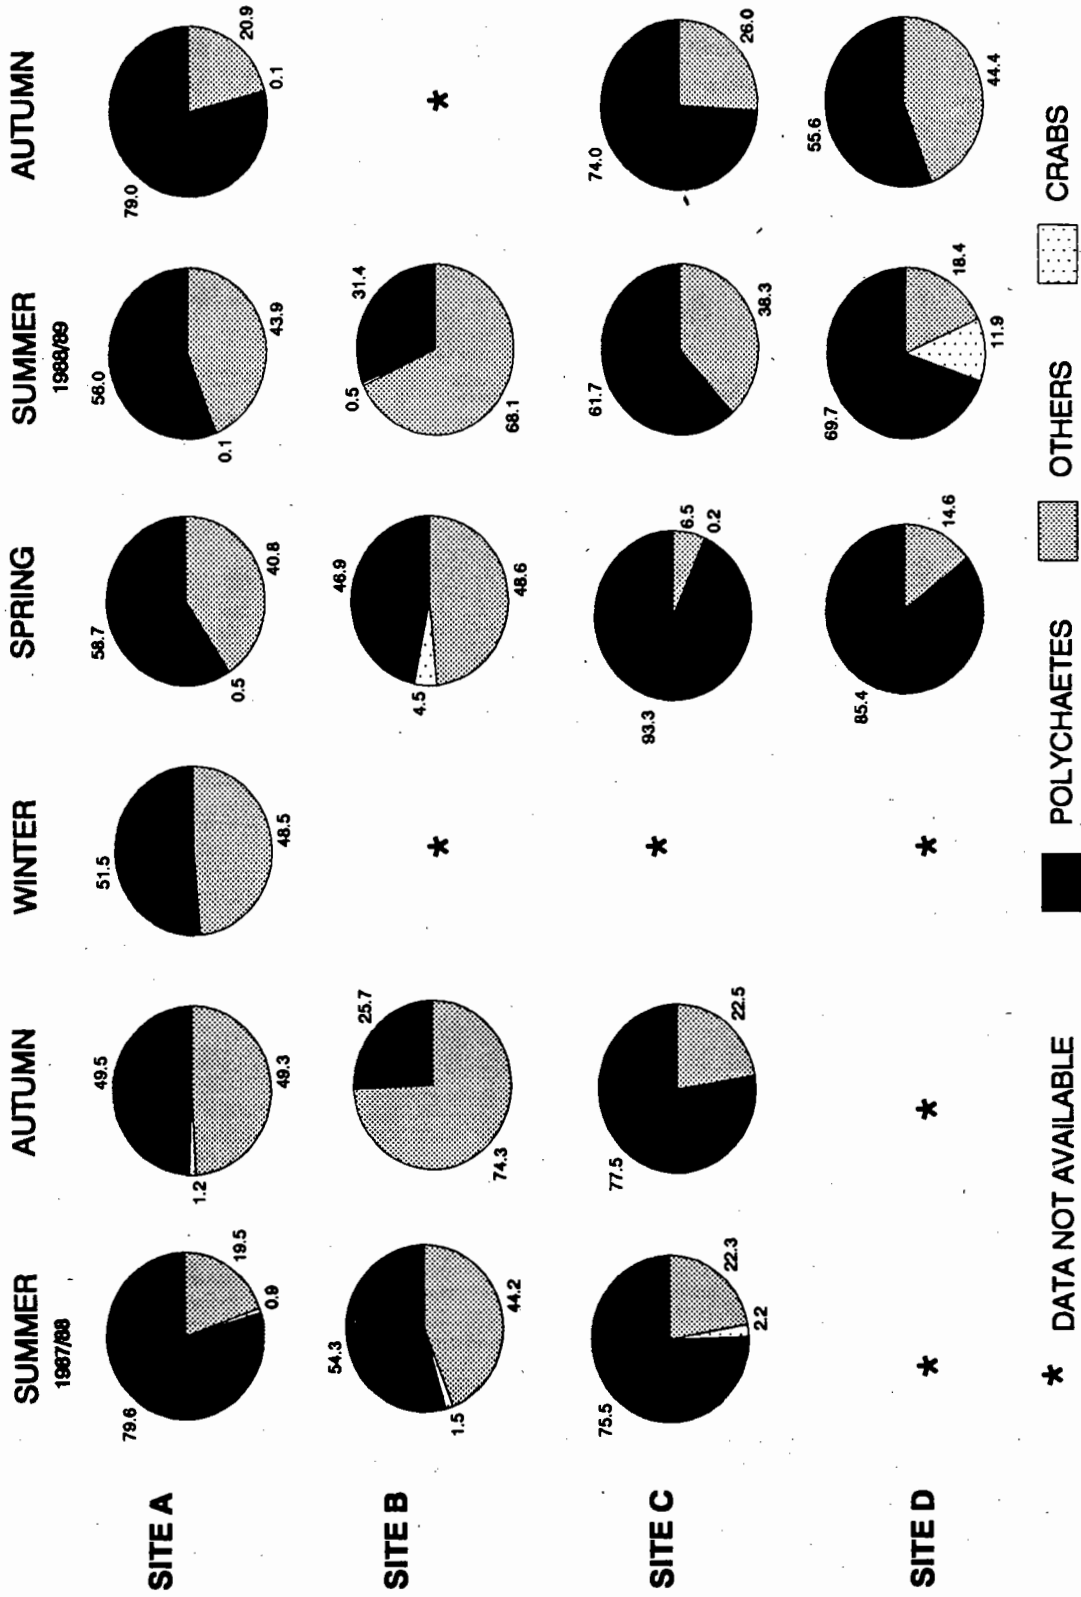 SUMMER AUTUMN WINTER SPRING SUMMER AUTUMN
1987/88 1988/89
SITE A
79.6 19.5 0.9
49.5 1.2 49.3
51.5 48.5
58.7 0.5 40.8
56.0 0.1 43.9
79.0 20.9 0.1
SITE B
54.3 1.5 44.2
25.7 74.3
*
46.9 4.5 48.6
31.4 0.5 68.1
*
SITE C
75.5 22.3 2.2
77.5 22.5
*
93.3 6.5 0.2
61.7 38.3
74.0 26.0
SITE D
*
*
*
85.4 14.6
69.7 18.4 11.9
55.6 44.4
* DATA NOT AVAILABLE POLYCHAETES OTHERS CRABS